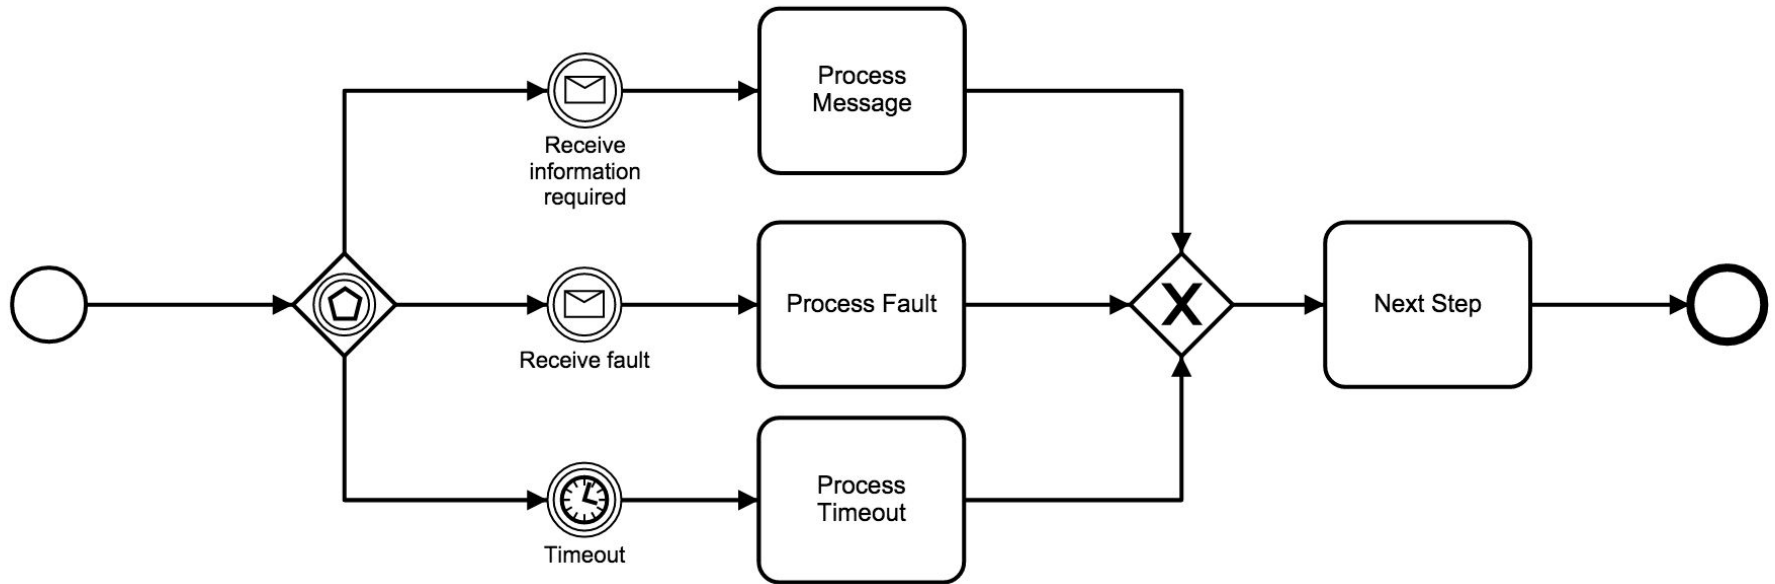 Process
Message
Receive
information
required
Process Fault
Receive fault
X
Next Step
Process
Timeout
Timeout